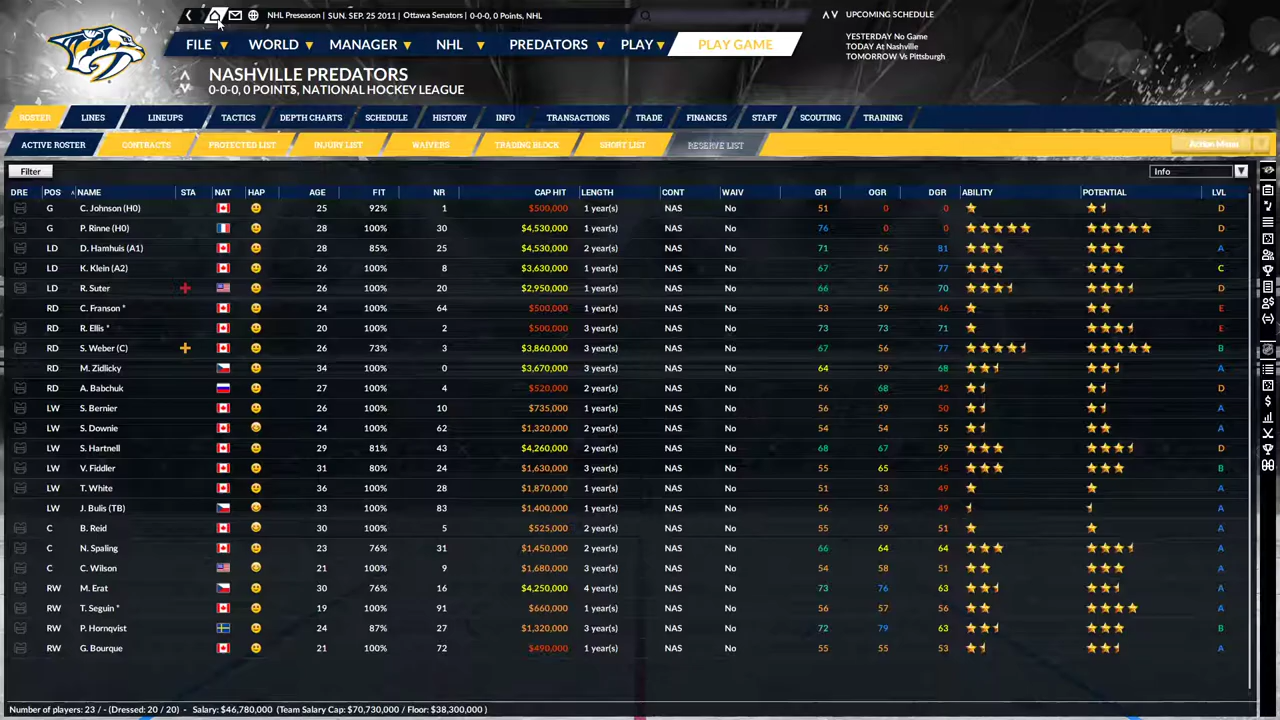 NHL Preseason | SUN. SEP. 25 2011 | Ottawa Senators | 0-0-0, 0 Points, NHL
UPCOMING SCHEDULE
YESTERDAY No Game
TODAY At Nashville
TOMORROW Vs Pittsburgh
FILE WORLD MANAGER NHL PREDATORS PLAY PLAY GAME
NASHVILLE PREDATORS
0-0-0, 0 POINTS, NATIONAL HOCKEY LEAGUE
ROSTER LINES LINEUPS TACTICS DEPTH CHARTS SCHEDULE HISTORY INFO TRANSACTIONS TRADE FINANCES STAFF SCOUTING TRAINING
ACTIVE ROSTER CONTRACTS PROTECTED LIST INJURY LIST WAIVERS TRADING BLOCK SHORT LIST RESERVE LIST Action Menu
Filter Info
DRE POS NAME STA NAT HAP AGE FIT NR CAP HIT LENGTH CONT WAIV GR OGR DGR ABILITY POTENTIAL LVL
G C. Johnson (H0) 25 92% 1 $500,000 1 year(s) NAS No 51 0 0 D
G P. Rinne (H0) 28 100% 30 $4,530,000 1 year(s) NAS No 76 0 0 D
LD D. Hamhuis (A1) 28 85% 25 $4,530,000 1 year(s) NAS No 71 56 81 A
LD K. Klein (A2) 26 100% 8 $3,630,000 1 year(s) NAS No 67 57 77 C
LD R. Suter 26 100% 20 $2,950,000 1 year(s) NAS No 66 56 70 D
RD C. Franson * 24 100% 64 $500,000 1 year(s) NAS No 53 59 46 E
RD R. Ellis * 20 100% 2 $500,000 3 year(s) NAS No 73 73 71 E
RD S. Weber (C) 26 73% 3 $3,860,000 3 year(s) NAS No 67 56 77 B
RD M. Zidlicky 34 100% 0 $3,670,000 3 year(s) NAS No 64 59 68 A
RD A. Babchuk 27 100% 4 $520,000 2 year(s) NAS No 56 68 42 D
LW S. Bernier 26 100% 10 $735,000 1 year(s) NAS No 56 59 50 A
LW S. Downie 24 100% 62 $1,320,000 2 year(s) NAS No 54 54 55 A
LW S. Hartnell 29 81% 43 $4,260,000 2 year(s) NAS No 68 67 59 D
LW V. Fiddler 31 80% 24 $1,630,000 3 year(s) NAS No 55 65 45 B
LW T. White 36 100% 28 $1,870,000 1 year(s) NAS No 51 53 49 A
LW J. Bulis (TB) 33 100% 83 $1,400,000 1 year(s) NAS No 56 56 49 A
C B. Reid 30 100% 5 $525,000 2 year(s) NAS No 55 59 51 A
C N. Spaling 23 76% 31 $1,450,000 2 year(s) NAS No 66 64 64 A
C C. Wilson 21 100% 9 $1,680,000 3 year(s) NAS No 54 58 51 A
RW M. Erat 30 76% 16 $4,250,000 4 year(s) NAS No 73 76 63 A
RW T. Seguin * 19 100% 91 $660,000 1 year(s) NAS No 56 57 56 A
RW P. Hornqvist 24 87% 27 $1,320,000 3 year(s) NAS No 72 79 63 B
RW G. Bourque 21 100% 72 $490,000 1 year(s) NAS No 55 55 53 A
Number of players: 23 / - (Dressed: 20 / 20) - Salary: $46,780,000 (Team Salary Cap: $70,730,000 / Floor: $38,300,000 )